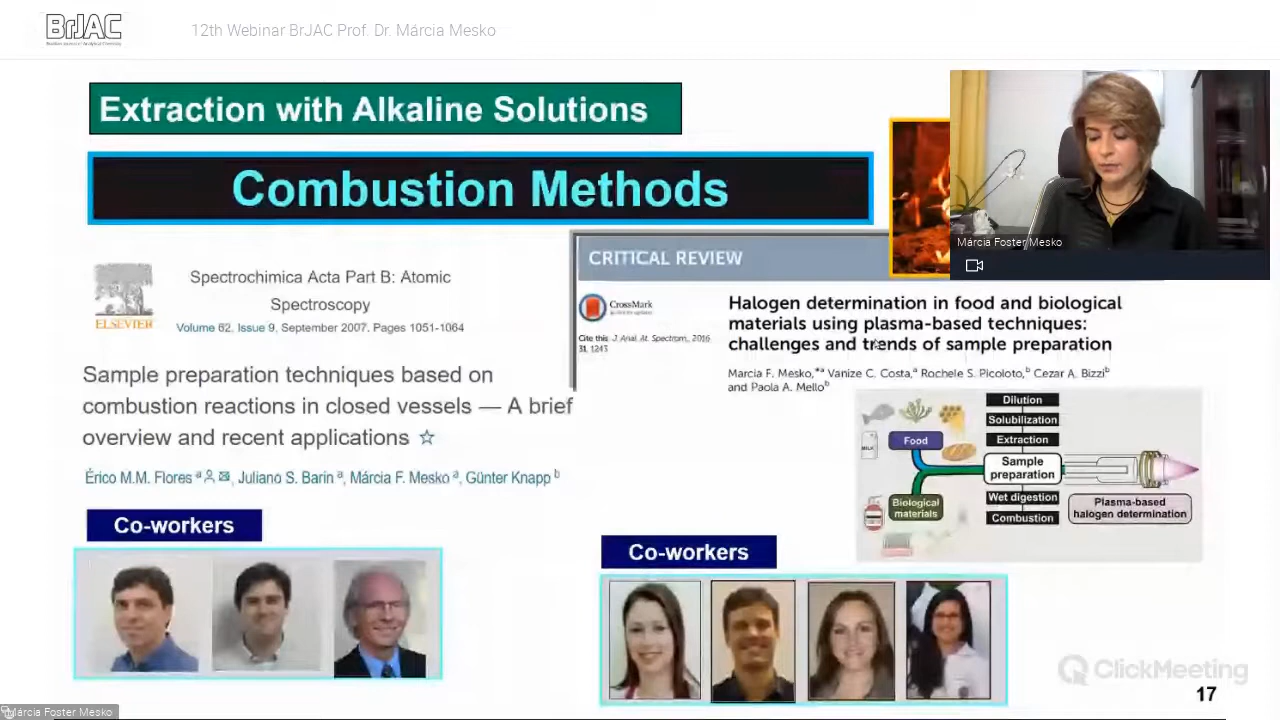 BrJAC
12th Webinar BrJAC Prof. Dr. Márcia Mesko
Extraction with Alkaline Solutions
Combustion Methods
Márcia Foster Mesko
ELSEVIER
Spectrochimica Acta Part B: Atomic
Spectroscopy
Volume 62, Issue 9, September 2007, Pages 1051-1064
Sample preparation techniques based on
combustion reactions in closed vessels — A brief
overview and recent applications ☆
Érico M.M. Flores a, Juliano S. Barin a, Márcia F. Mesko a, Günter Knapp b
Co-workers
CRITICAL REVIEW
CrossMark
Cite this: J. Anal. At. Spectrom., 2016
31, 1243
Halogen determination in food and biological
materials using plasma-based techniques:
challenges and trends of sample preparation
Marcia F. Mesko,*a Vanize C. Costa,a Rochele S. Picoloto,b Cezar A. Bizzib
and Paola A. Mellob
Dilution
Solubilization
Extraction
Sample
preparation
Wet digestion
Combustion
MILK
Food
Biological
materials
Plasma-based
halogen determination
Co-workers
ClickMeeting
17
Márcia Foster Mesko